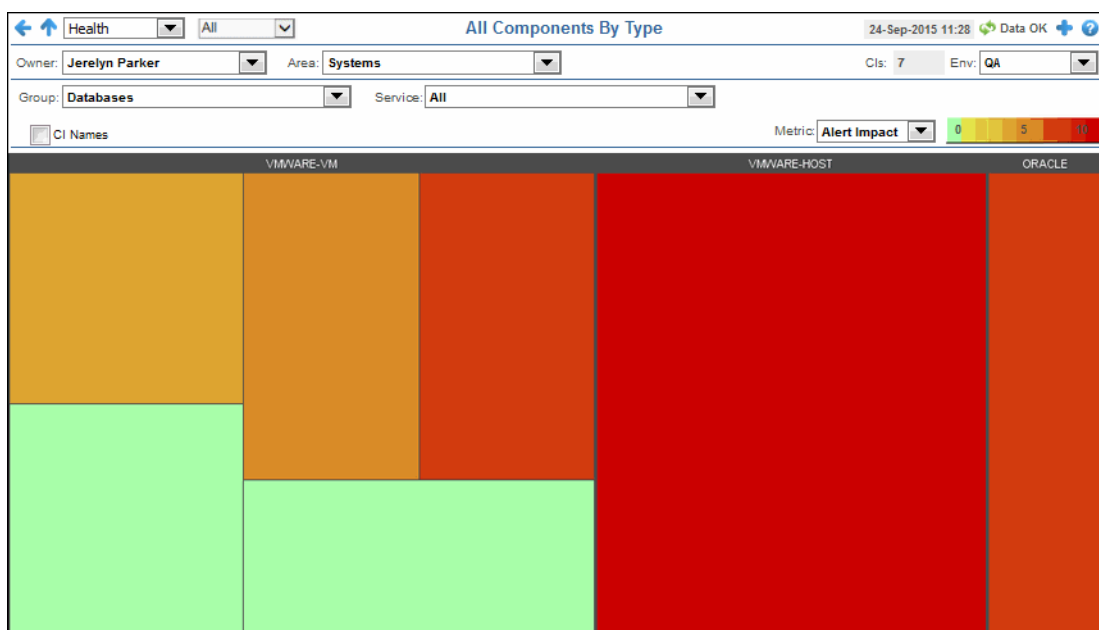 Health All All Components By Type 24-Sep-2015 11:28 Data OK
Owner: Jerelyn Parker Area: Systems CIs: 7 Env: QA
Group: Databases Service: All
CI Names Metric: Alert Impact 0 5 10
VMWARE-VM VMWARE-HOST ORACLE